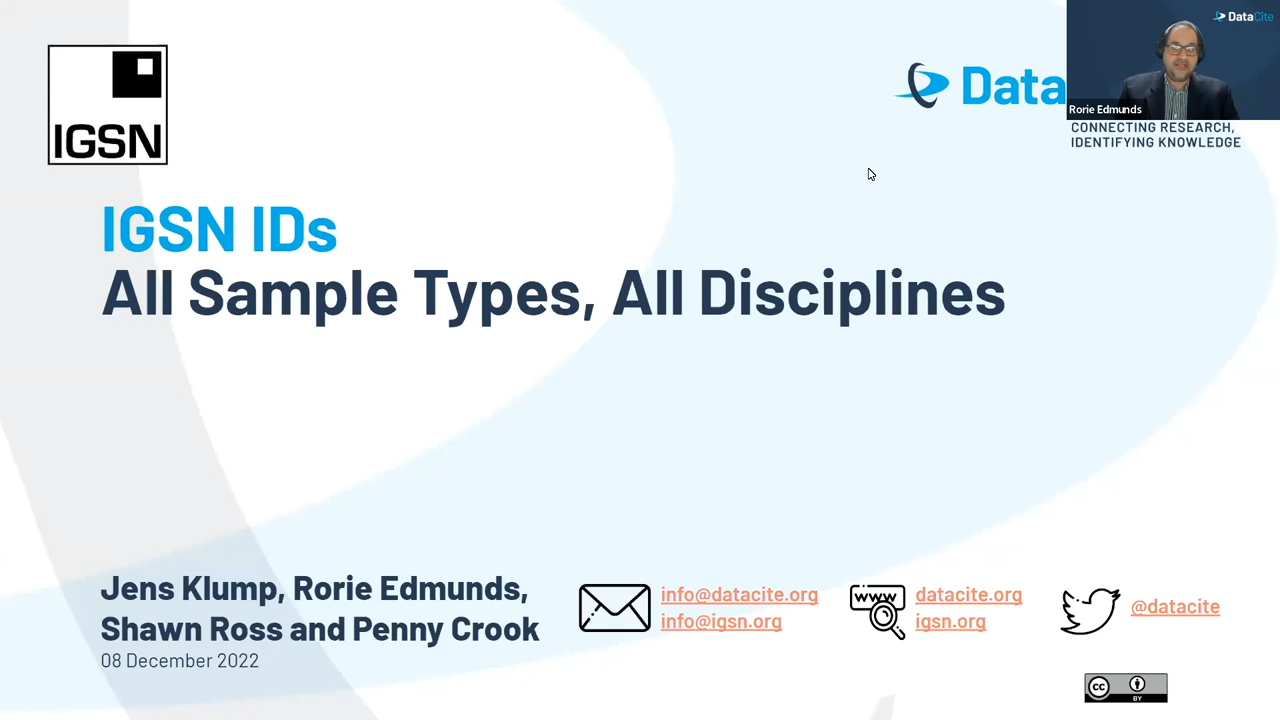 DataCite
IGSN
Data
Rorie Edmunds
CONNECTING RESEARCH,
IDENTIFYING KNOWLEDGE
IGSN IDs
All Sample Types, All Disciplines
Jens Klump, Rorie Edmunds,
Shawn Ross and Penny Crook
08 December 2022
info@datacite.org
info@igsn.org
www
datacite.org
igsn.org
@datacite
cc
BY